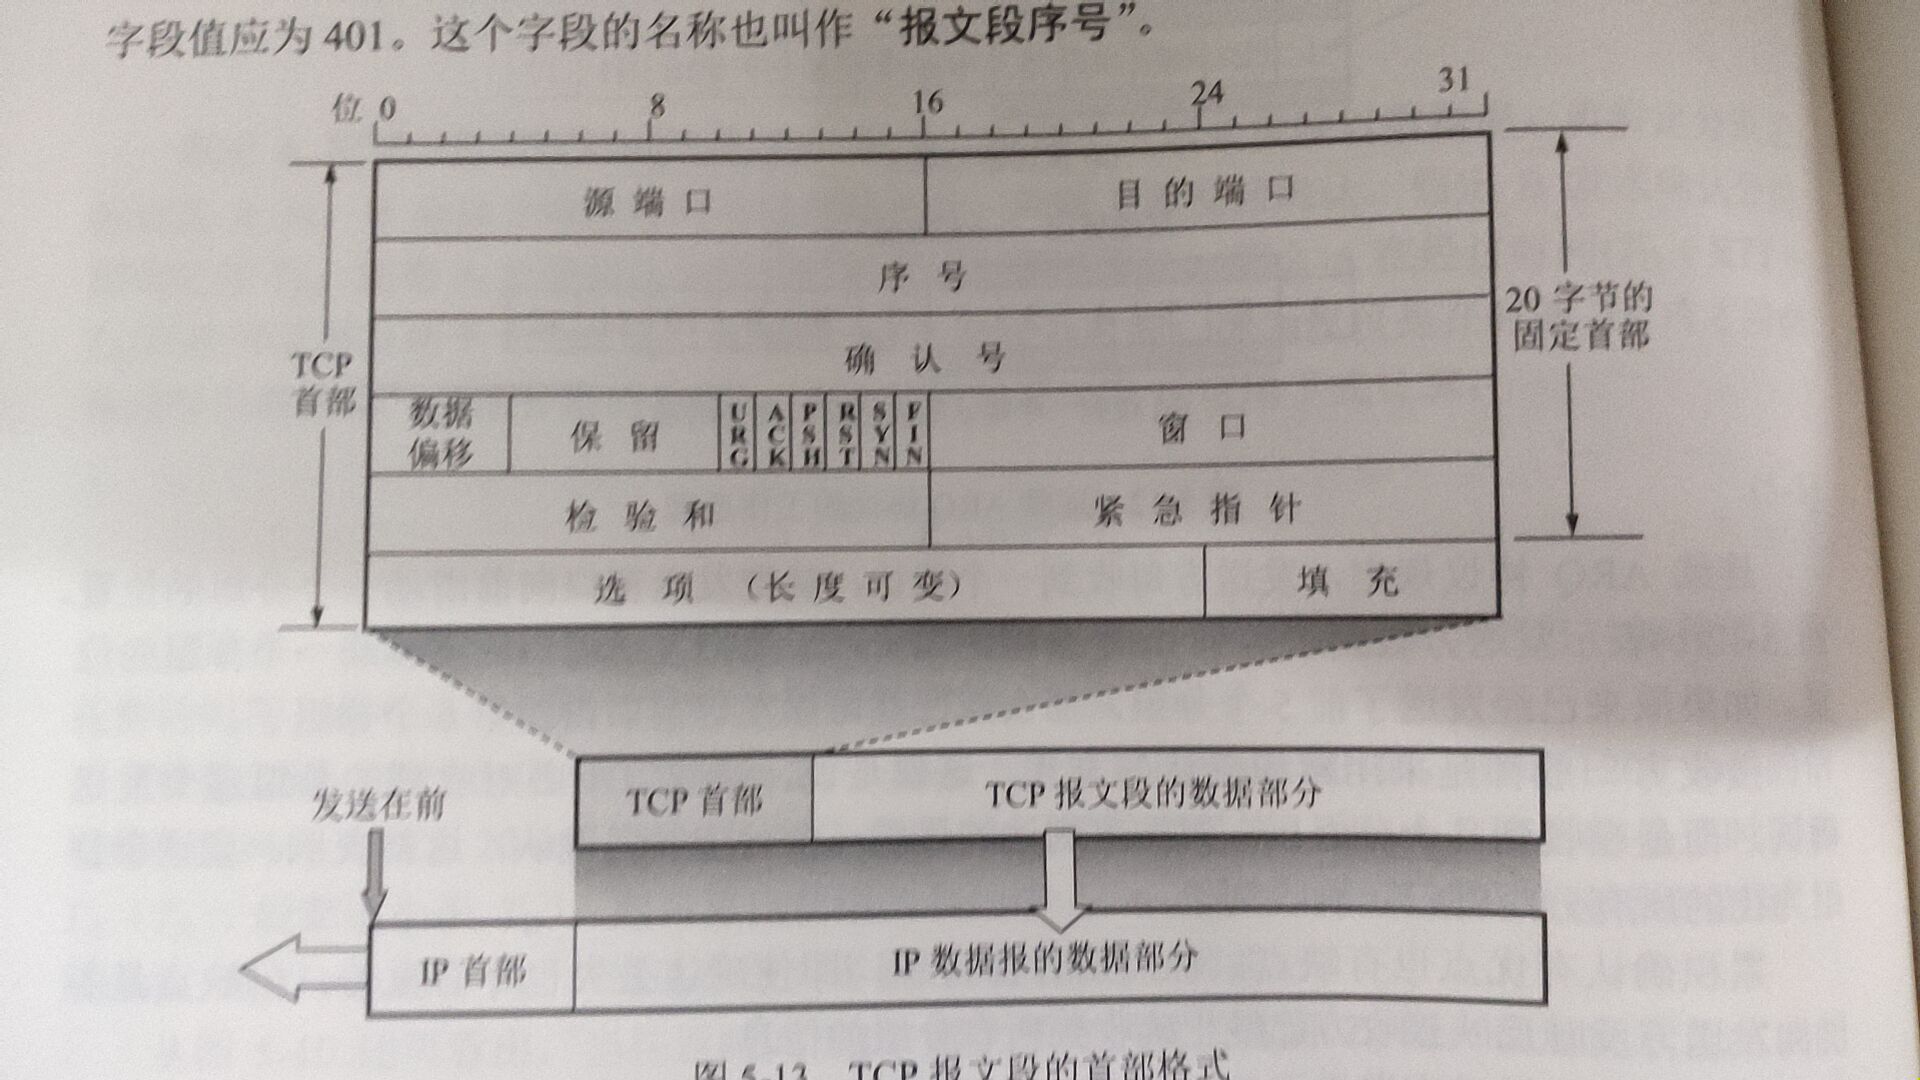 字段值应为 401。这个字段的名称也叫作“报文段序号”。
位 0 8 16 24 31
源端口 目的端口
序号
20 字节的
固定首部
确认号
TCP
首部
数据
偏移
保留 URG ACK PSH RST SYN FIN 窗口
检验和 紧急指针
选项（长度可变） 填充
发送在前
TCP 首部 TCP 报文段的数据部分
IP 首部 IP 数据报的数据部分
图 5-13 TCP 报文段的首部格式